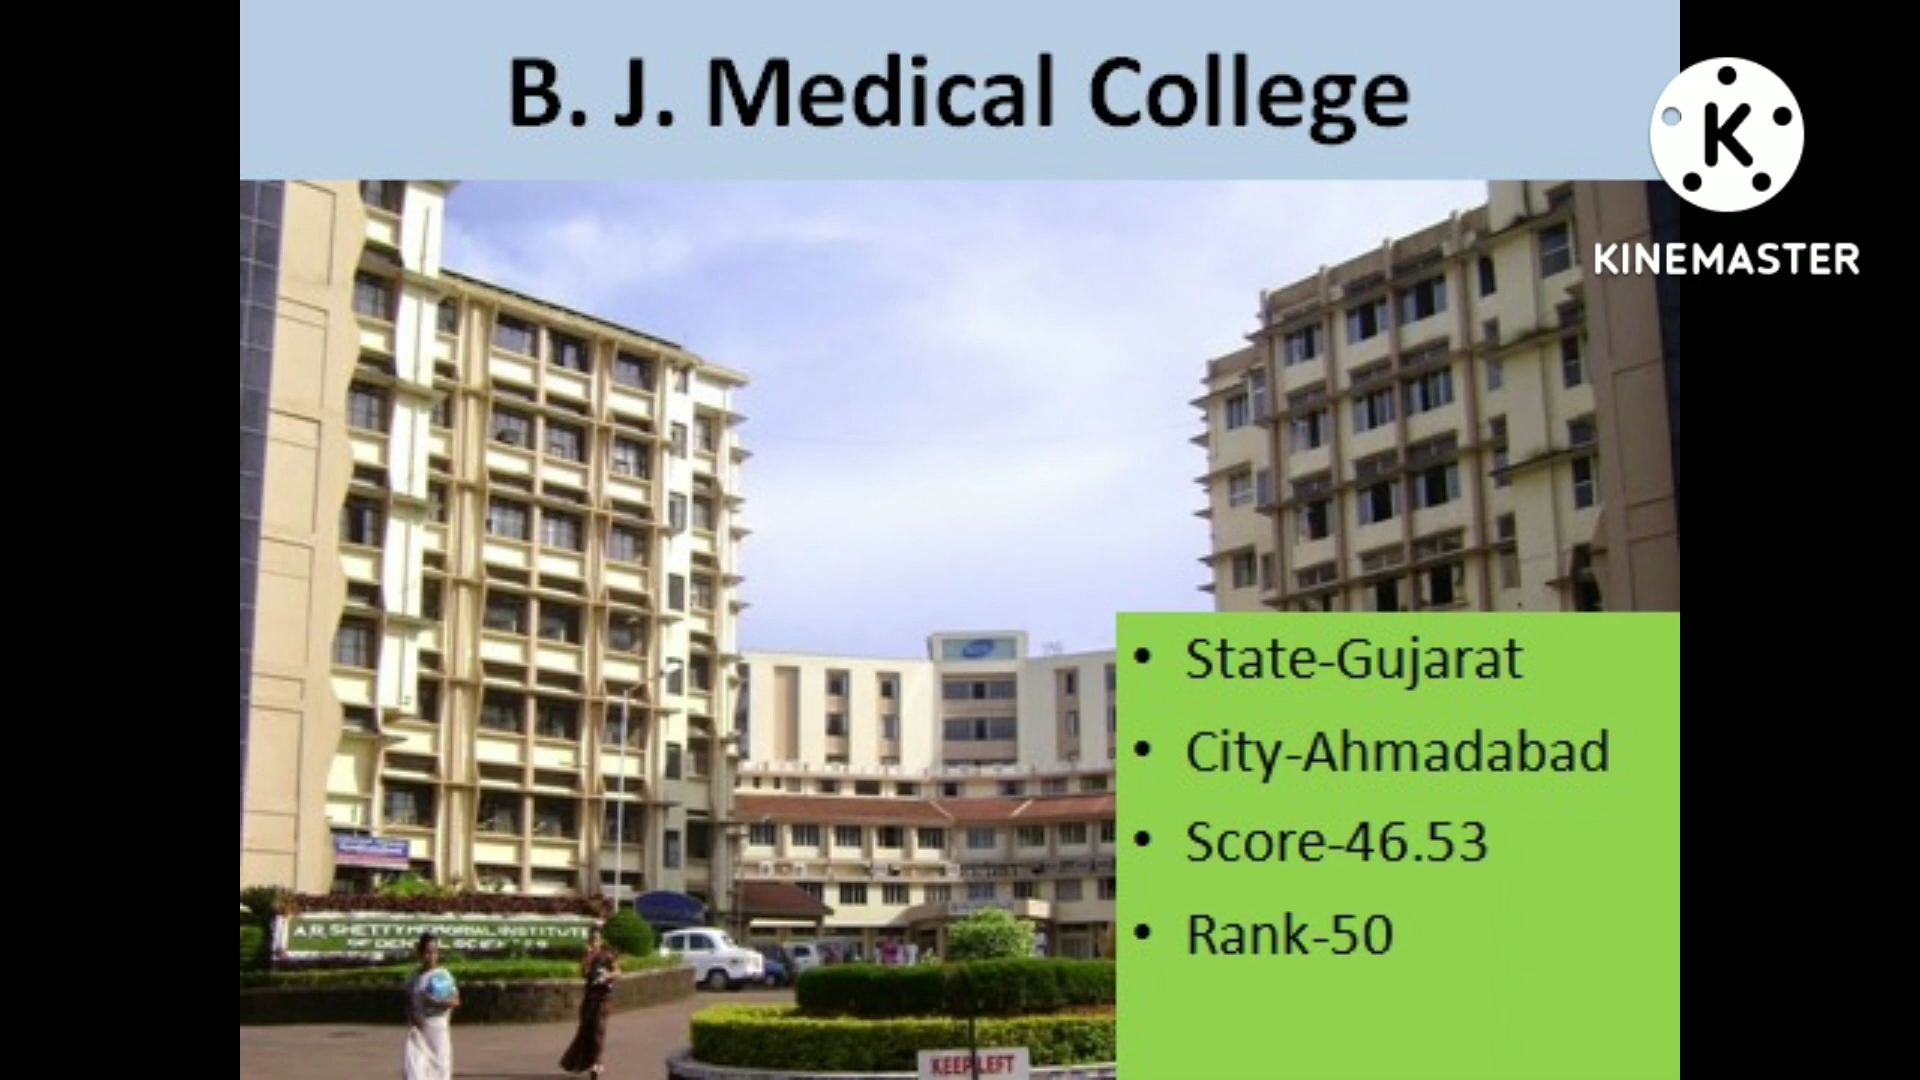 B. J. Medical College
K
KINEMASTER
State-Gujarat
City-Ahmadabad
Score-46.53
Rank-50
KEEP LEFT